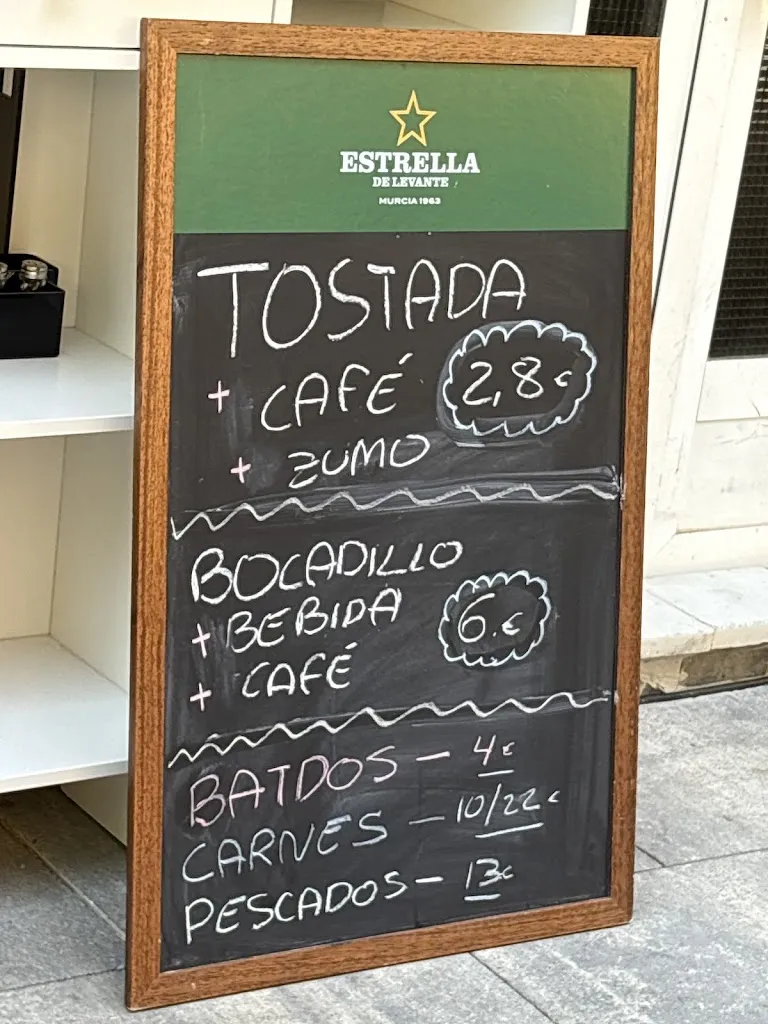 ESTRELLA
DE LEVANTE
MURCIA 1963
TOSTADA
+ CAFÉ 2,8€
+ ZUMO
BOCADILLO
+ BEBIDA 6.€
+ CAFÉ
BATDOS – 4€
CARNES – 10/22€
PESCADOS – 13€